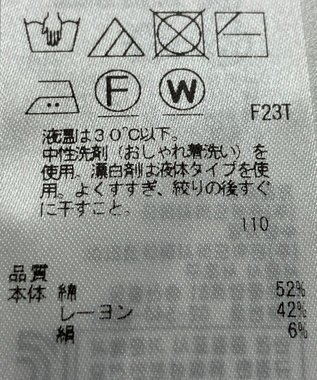 F W
F23T
液温は30℃以下。
中性洗剤（おしゃれ着洗い）を
使用。漂白剤は液体タイプを使
用。よくすすぎ、絞りの後すぐ
に干すこと。
110
品質
本体 綿 52%
レーヨン 42%
絹 6%